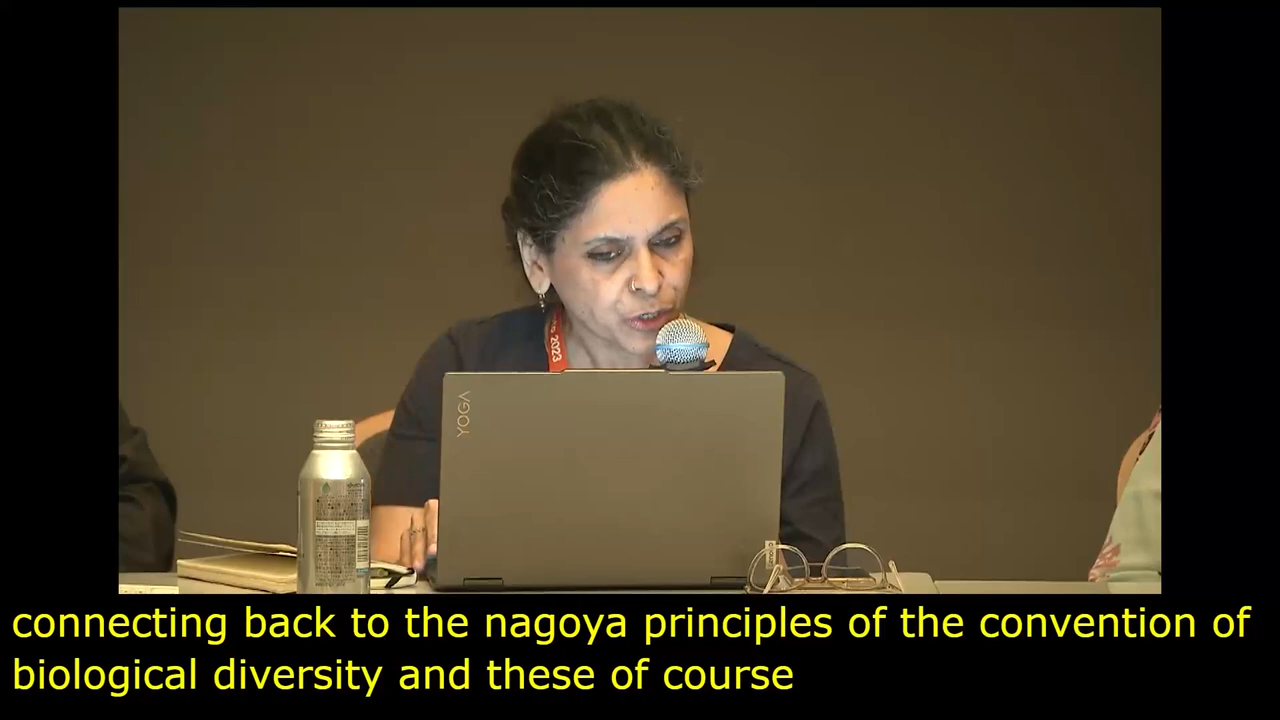 2023
YOGA
connecting back to the nagoya principles of the convention of
biological diversity and these of course